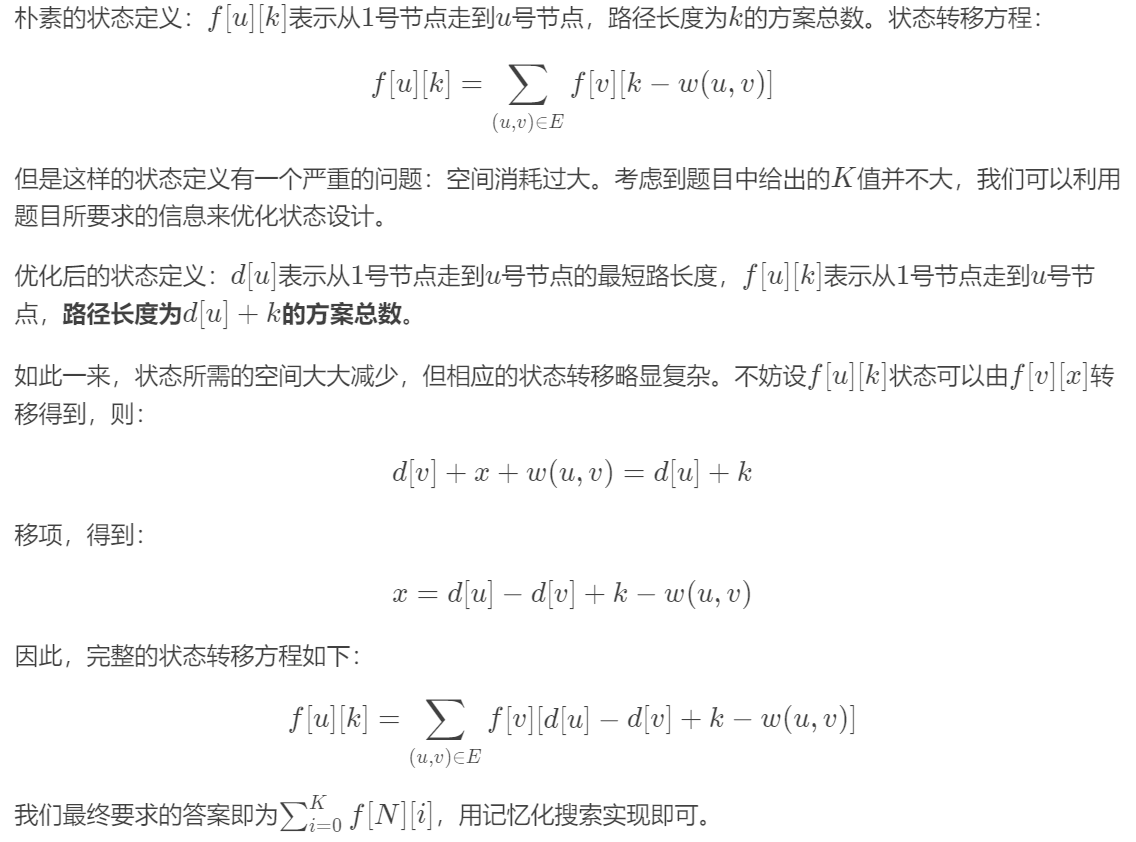 朴素的状态定义：f[u][k]表示从1号节点走到u号节点，路径长度为k的方案总数。状态转移方程：
f[u][k] = ∑_{(u,v)∈E} f[v][k − w(u, v)]
但是这样的状态定义有一个严重的问题：空间消耗过大。考虑到题目中给出的K值并不大，我们可以利用
题目所要求的信息来优化状态设计。
优化后的状态定义：d[u]表示从1号节点走到u号节点的最短路长度，f[u][k]表示从1号节点走到u号节
点，路径长度为d[u] + k的方案总数。
如此一来，状态所需的空间大大减少，但相应的状态转移略显复杂。不妨设f[u][k]状态可以由f[v][x]转
移得到，则：
d[v] + x + w(u, v) = d[u] + k
移项，得到：
x = d[u] − d[v] + k − w(u, v)
因此，完整的状态转移方程如下：
f[u][k] = ∑_{(u,v)∈E} f[v][d[u] − d[v] + k − w(u, v)]
我们最终要求的答案即为∑_{i=0}^{K} f[N][i]，用记忆化搜索实现即可。